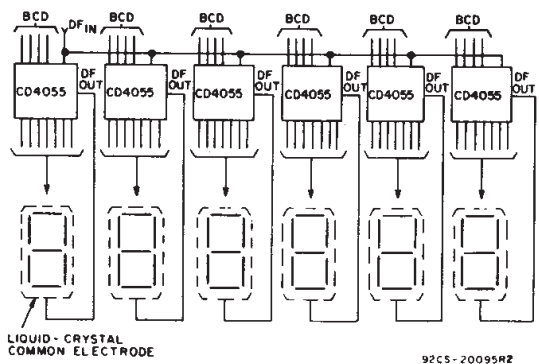 BCD BCD BCD BCD BCD BCD
DF IN
CD4055 CD4055 CD4055 CD4055 CD4055 CD4055
DF OUT DF OUT DF OUT DF OUT DF OUT DF OUT
LIQUID-CRYSTAL
COMMON ELECTRODE
92CS-20095R2